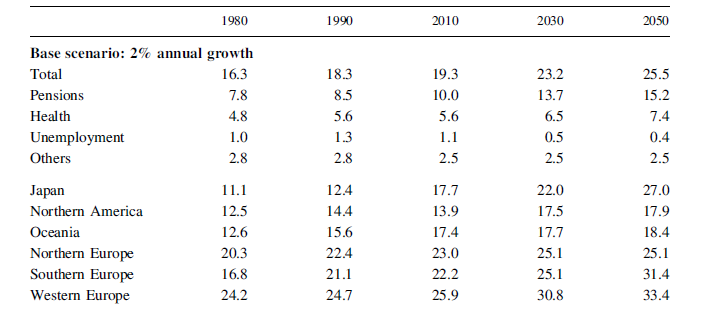 1980 1990 2010 2030 2050
Base scenario: 2% annual growth
Total 16.3 18.3 19.3 23.2 25.5
Pensions 7.8 8.5 10.0 13.7 15.2
Health 4.8 5.6 5.6 6.5 7.4
Unemployment 1.0 1.3 1.1 0.5 0.4
Others 2.8 2.8 2.5 2.5 2.5
Japan 11.1 12.4 17.7 22.0 27.0
Northern America 12.5 14.4 13.9 17.5 17.9
Oceania 12.6 15.6 17.4 17.7 18.4
Northern Europe 20.3 22.4 23.0 25.1 25.1
Southern Europe 16.8 21.1 22.2 25.1 31.4
Western Europe 24.2 24.7 25.9 30.8 33.4